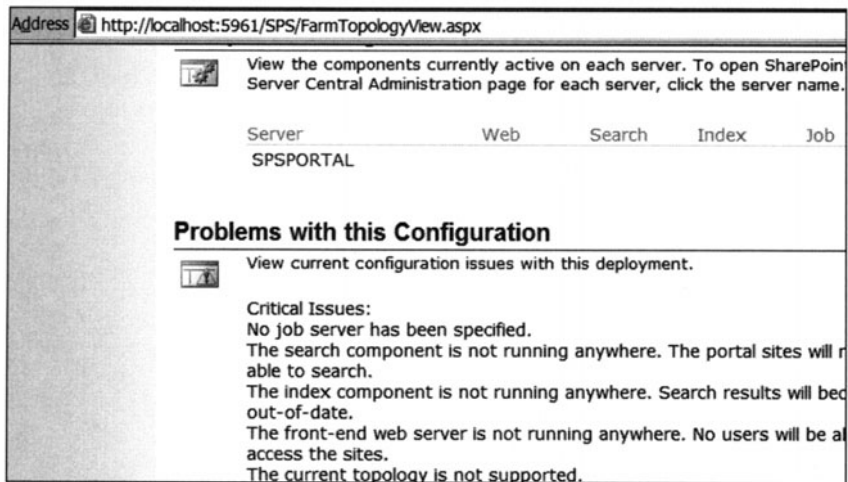 Address http://localhost:5961/SPS/FarmTopologyView.aspx
View the components currently active on each server. To open SharePoin
Server Central Administration page for each server, click the server name.
Server Web Search Index Job
SPSPORTAL
Problems with this Configuration
View current configuration issues with this deployment.
Critical Issues:
No job server has been specified.
The search component is not running anywhere. The portal sites will
able to search.
The index component is not running anywhere. Search results will bec
out-of-date.
The front-end web server is not running anywhere. No users will be al
access the sites.
The current topology is not supported.